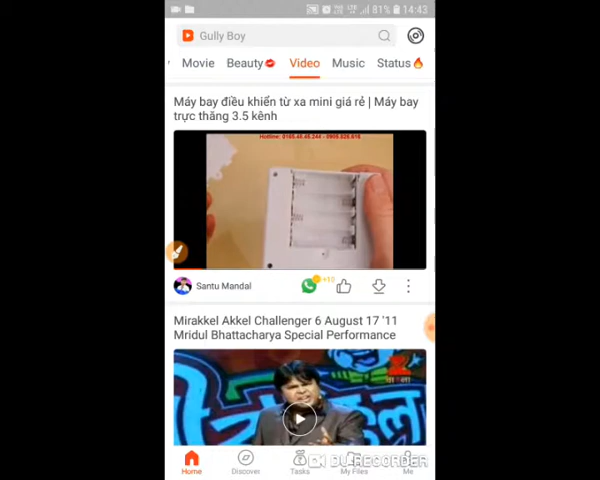 81% 14:43
Gully Boy
Movie Beauty Video Music Status
Máy bay điều khiển từ xa mini giá rẻ | Máy bay
trực thăng 3.5 kênh
Santu Mandal
+10
Mirakkel Akkel Challenger 6 August 17 '11
Mridul Bhattacharya Special Performance
DU RECORDER
Home Discover Tasks My Files Me